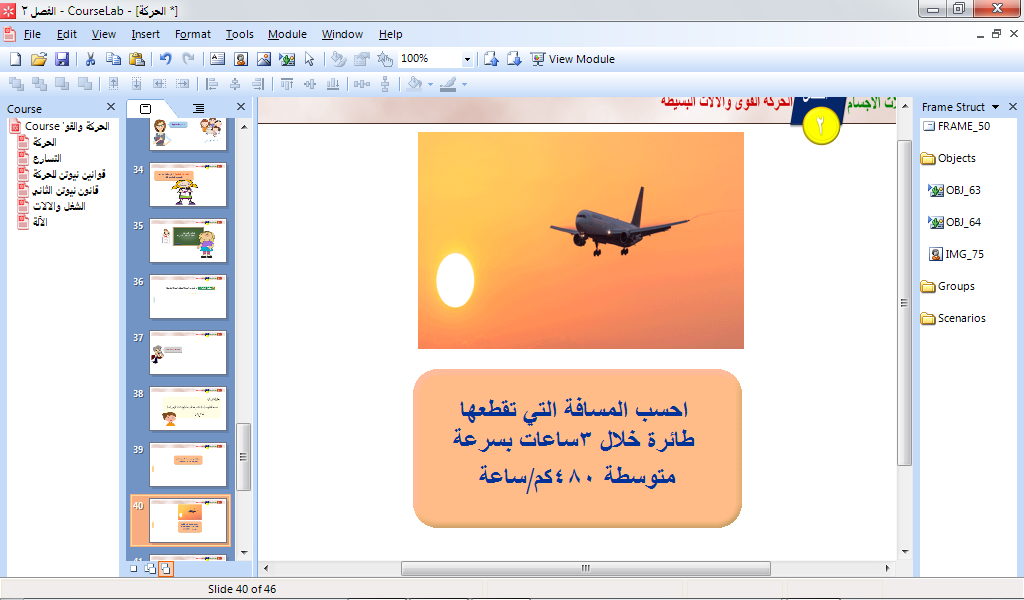 الفصل ٢ - CourseLab - [الحركة *]
File Edit View Insert Format Tools Module Window Help
100% View Module
Course
Course 'الحركة والقو
الحركة
التسارع
قوانين نيوتن للحركة
قانون نيوتن الثاني
الشغل والآلات
الآلة
34
35
36
37
38
39
40
41
الحركة القوى والآلات البسيطة
الأجسام
٢
احسب المسافة التي تقطعها
طائرة خلال ٣ساعات بسرعة
متوسطة ٤٨٠كم/ساعة
Frame Struct
FRAME_50
Objects
OBJ_63
OBJ_64
IMG_75
Groups
Scenarios
Slide 40 of 46